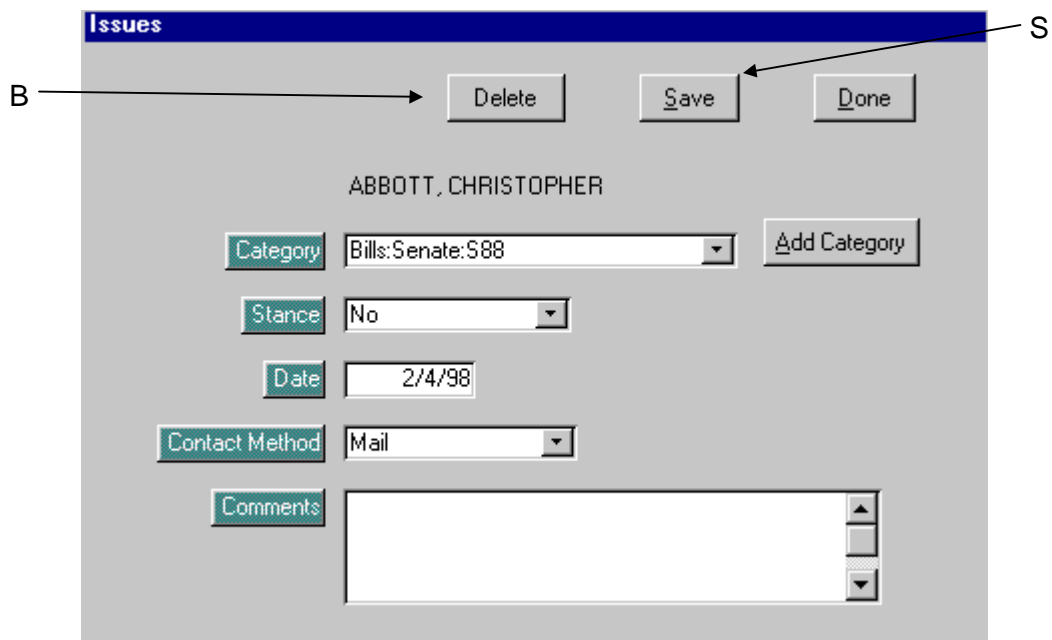 Issues
S
B
Delete Save Done
ABBOTT, CHRISTOPHER
Category Bills:Senate:S88 Add Category
Stance No
Date 2/4/98
Contact Method Mail
Comments